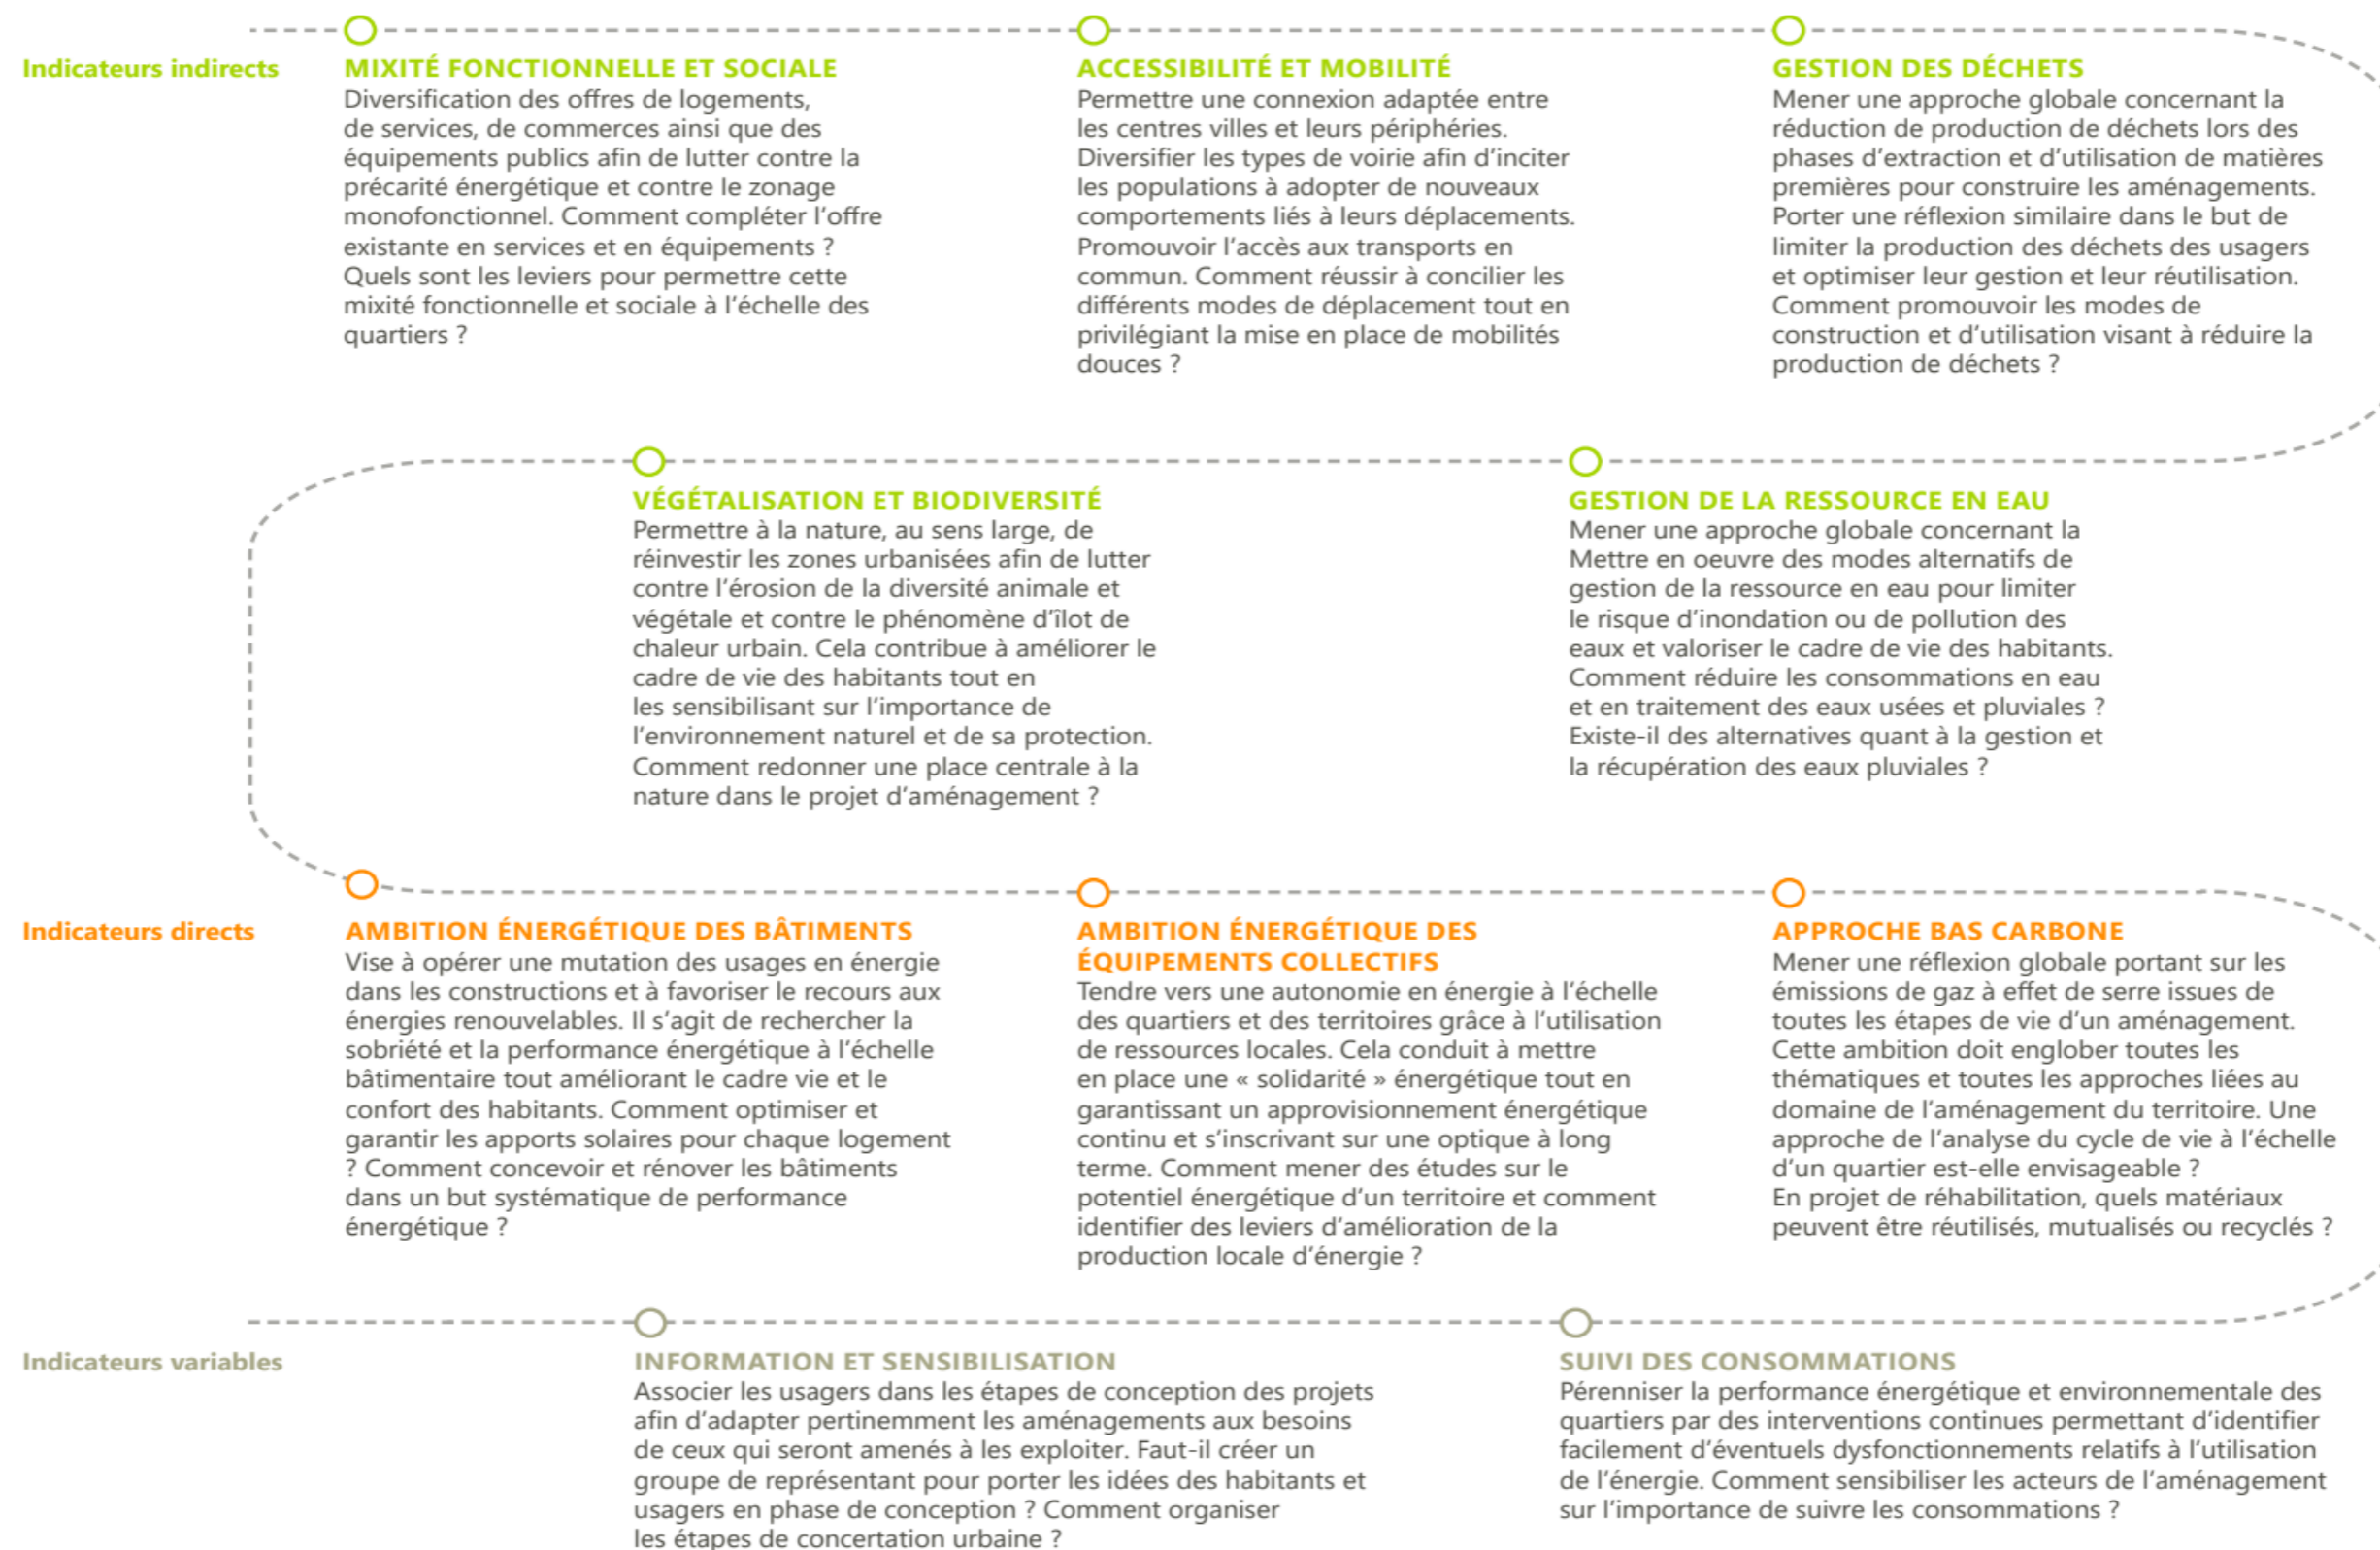 Indicateurs indirects
MIXITÉ FONCTIONNELLE ET SOCIALE
Diversification des offres de logements,
de services, de commerces ainsi que des
équipements publics afin de lutter contre la
précarité énergétique et contre le zonage
monofonctionnel. Comment compléter l'offre
existante en services et en équipements ?
Quels sont les leviers pour permettre cette
mixité fonctionnelle et sociale à l'échelle des
quartiers ?
ACCESSIBILITÉ ET MOBILITÉ
Permettre une connexion adaptée entre
les centres villes et leurs périphéries.
Diversifier les types de voirie afin d'inciter
les populations à adopter de nouveaux
comportements liés à leurs déplacements.
Promouvoir l'accès aux transports en
commun. Comment réussir à concilier les
différents modes de déplacement tout en
privilégiant la mise en place de mobilités
douces ?
GESTION DES DÉCHETS
Mener une approche globale concernant la
réduction de production de déchets lors des
phases d'extraction et d'utilisation de matières
premières pour construire les aménagements.
Porter une réflexion similaire dans le but de
limiter la production des déchets des usagers
et optimiser leur gestion et leur réutilisation.
Comment promouvoir les modes de
construction et d'utilisation visant à réduire la
production de déchets ?
VÉGÉTALISATION ET BIODIVERSITÉ
Permettre à la nature, au sens large, de
réinvestir les zones urbanisées afin de lutter
contre l'érosion de la diversité animale et
végétale et contre le phénomène d'îlot de
chaleur urbain. Cela contribue à améliorer le
cadre de vie des habitants tout en
les sensibilisant sur l'importance de
l'environnement naturel et de sa protection.
Comment redonner une place centrale à la
nature dans le projet d'aménagement ?
GESTION DE LA RESSOURCE EN EAU
Mener une approche globale concernant la
Mettre en oeuvre des modes alternatifs de
gestion de la ressource en eau pour limiter
le risque d'inondation ou de pollution des
eaux et valoriser le cadre de vie des habitants.
Comment réduire les consommations en eau
et en traitement des eaux usées et pluviales ?
Existe-il des alternatives quant à la gestion et
la récupération des eaux pluviales ?
Indicateurs directs
AMBITION ÉNERGÉTIQUE DES BÂTIMENTS
Vise à opérer une mutation des usages en énergie
dans les constructions et à favoriser le recours aux
énergies renouvelables. Il s'agit de rechercher la
sobriété et la performance énergétique à l'échelle
bâtimentaire tout améliorant le cadre vie et le
confort des habitants. Comment optimiser et
garantir les apports solaires pour chaque logement
? Comment concevoir et rénover les bâtiments
dans un but systématique de performance
énergétique ?
AMBITION ÉNERGÉTIQUE DES
ÉQUIPEMENTS COLLECTIFS
Tendre vers une autonomie en énergie à l'échelle
des quartiers et des territoires grâce à l'utilisation
de ressources locales. Cela conduit à mettre
en place une « solidarité » énergétique tout en
garantissant un approvisionnement énergétique
continu et s'inscrivant sur une optique à long
terme. Comment mener des études sur le
potentiel énergétique d'un territoire et comment
identifier des leviers d'amélioration de la
production locale d'énergie ?
APPROCHE BAS CARBONE
Mener une réflexion globale portant sur les
émissions de gaz à effet de serre issues de
toutes les étapes de vie d'un aménagement.
Cette ambition doit englober toutes les
thématiques et toutes les approches liées au
domaine de l'aménagement du territoire. Une
approche de l'analyse du cycle de vie à l'échelle
d'un quartier est-elle envisageable ?
En projet de réhabilitation, quels matériaux
peuvent être réutilisés, mutualisés ou recyclés ?
Indicateurs variables
INFORMATION ET SENSIBILISATION
Associer les usagers dans les étapes de conception des projets
afin d'adapter pertinemment les aménagements aux besoins
de ceux qui seront amenés à les exploiter. Faut-il créer un
groupe de représentant pour porter les idées des habitants et
usagers en phase de conception ? Comment organiser
les étapes de concertation urbaine ?
SUIVI DES CONSOMMATIONS
Pérenniser la performance énergétique et environnementale des
quartiers par des interventions continues permettant d'identifier
facilement d'éventuels dysfonctionnements relatifs à l'utilisation
de l'énergie. Comment sensibiliser les acteurs de l'aménagement
sur l'importance de suivre les consommations ?